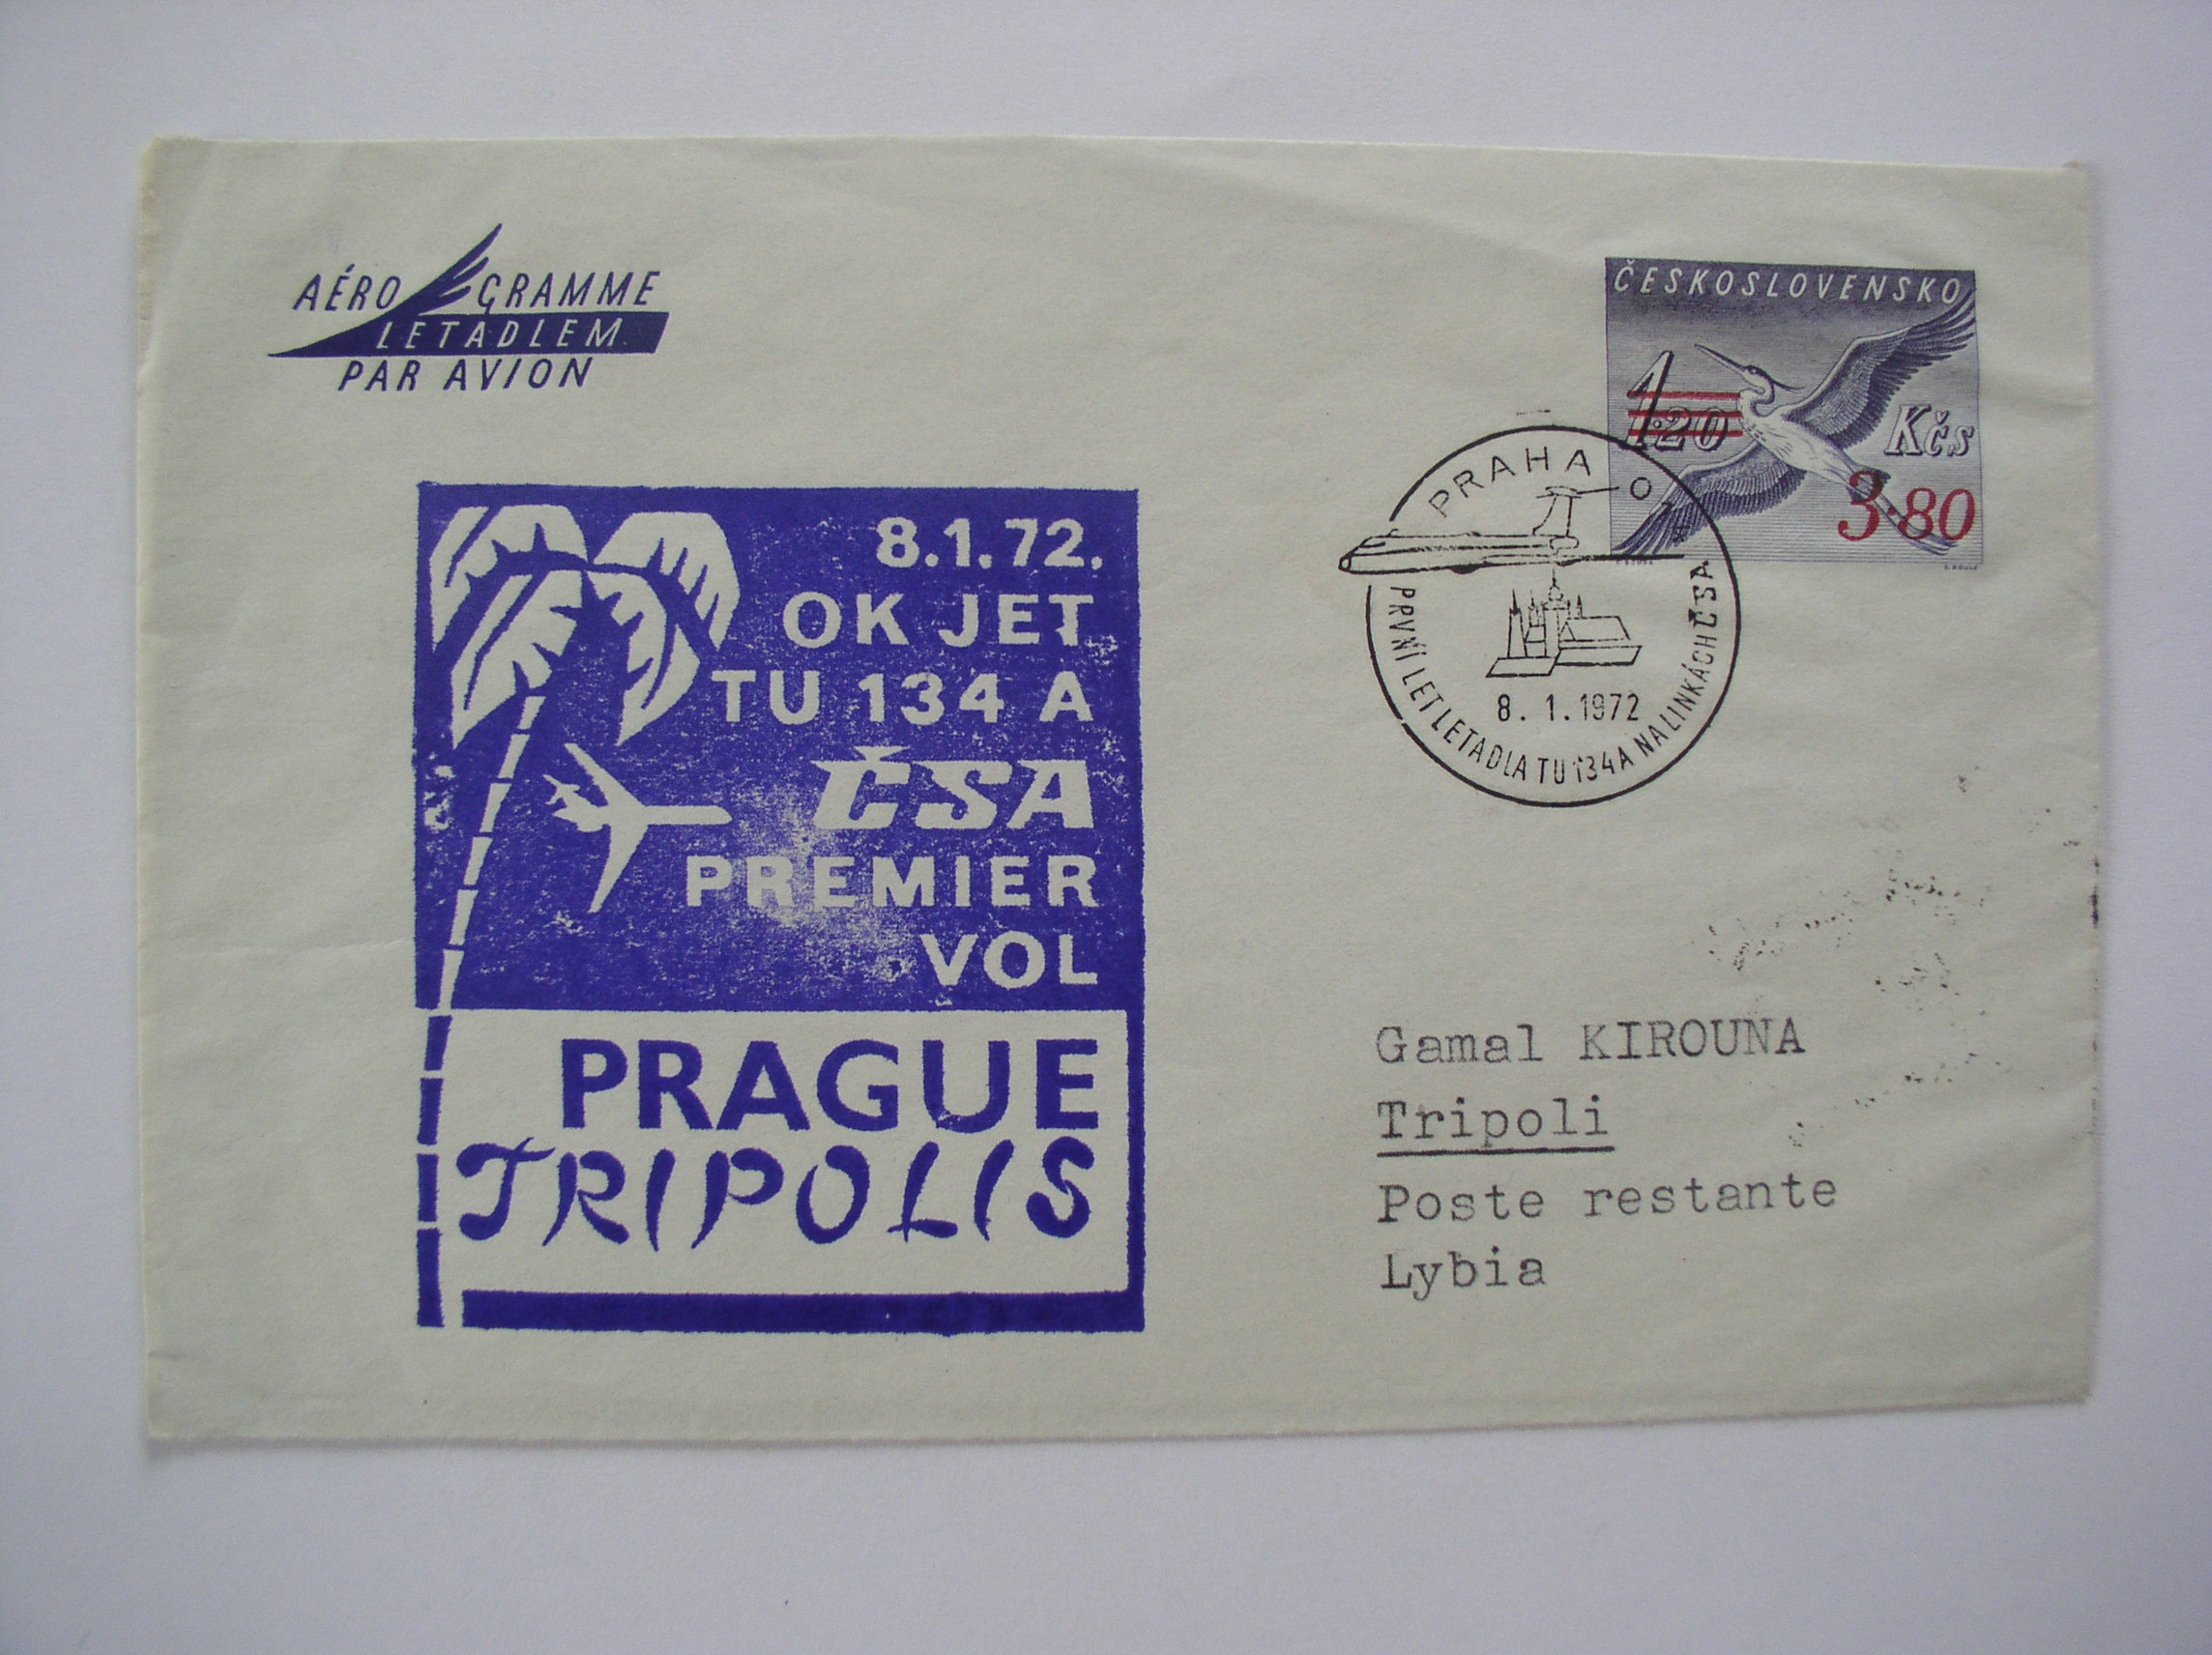 AÉROGRAMME
LETADLEM
PAR AVION
ČESKOSLOVENSKO
1.20 Kčs
3.80
PRAHA 01
PRVNÍ LET LETADLA TU 134A NA LINKÁCH ČSA
8. 1. 1972
8.1.72.
OK JET
TU 134 A
ČSA
PREMIER
VOL
PRAGUE
TRIPOLIS
Gamal KIROUNA
Tripoli
Poste restante
Lybia